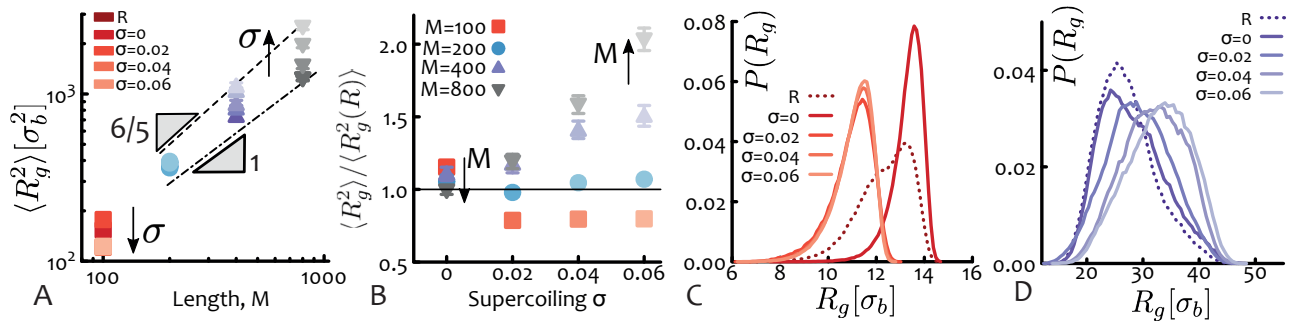 ⟨R_g^2⟩[σ_b^2]
10^3
10^2
R
σ=0
σ=0.02
σ=0.04
σ=0.06
σ
6/5
1
σ
100
1000
Length, M
A
⟨R_g^2⟩/⟨R_g^2(R)⟩
2.0
1.5
1.0
0.5
M=100
M=200
M=400
M=800
M
M
0
0.02
0.04
0.06
Supercoiling σ
B
P(R_g)
0.08
0.06
0.04
0.02
0.00
R
σ=0
σ=0.02
σ=0.04
σ=0.06
6
8
10
12
14
16
R_g[σ_b]
C
P(R_g)
0.04
0.02
0.00
R
σ=0
σ=0.02
σ=0.04
σ=0.06
20
30
40
50
R_g[σ_b]
D